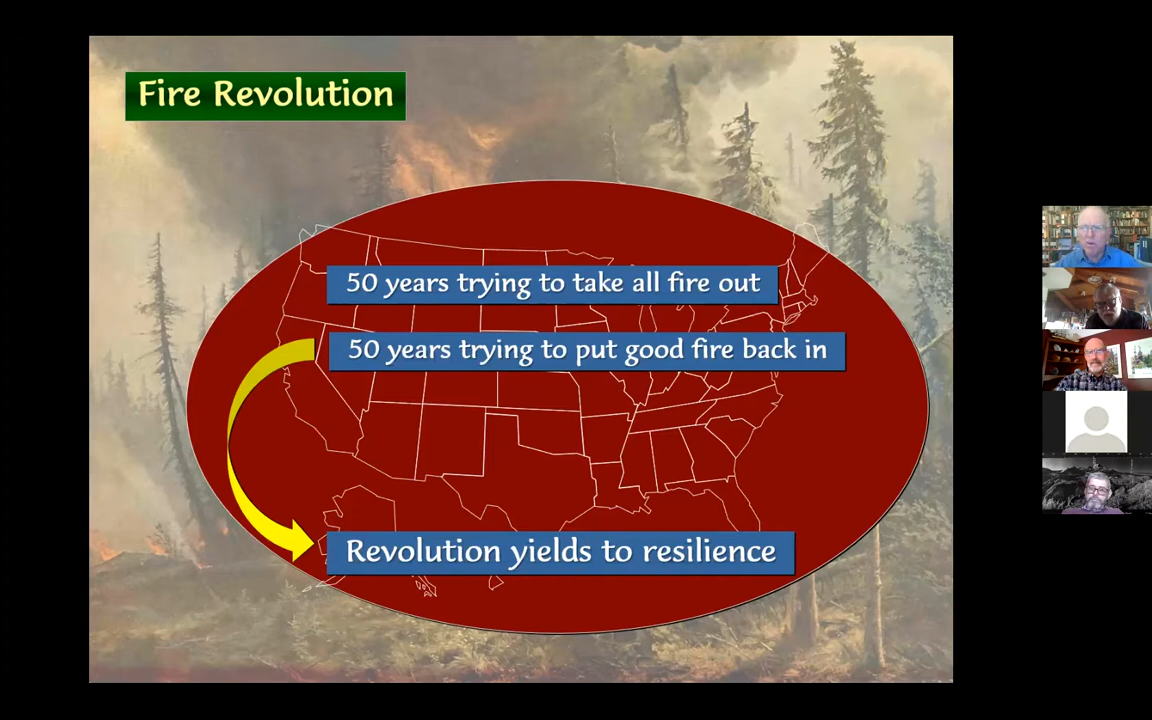 Fire Revolution
50 years trying to take all fire out
50 years trying to put good fire back in
Revolution yields to resilience